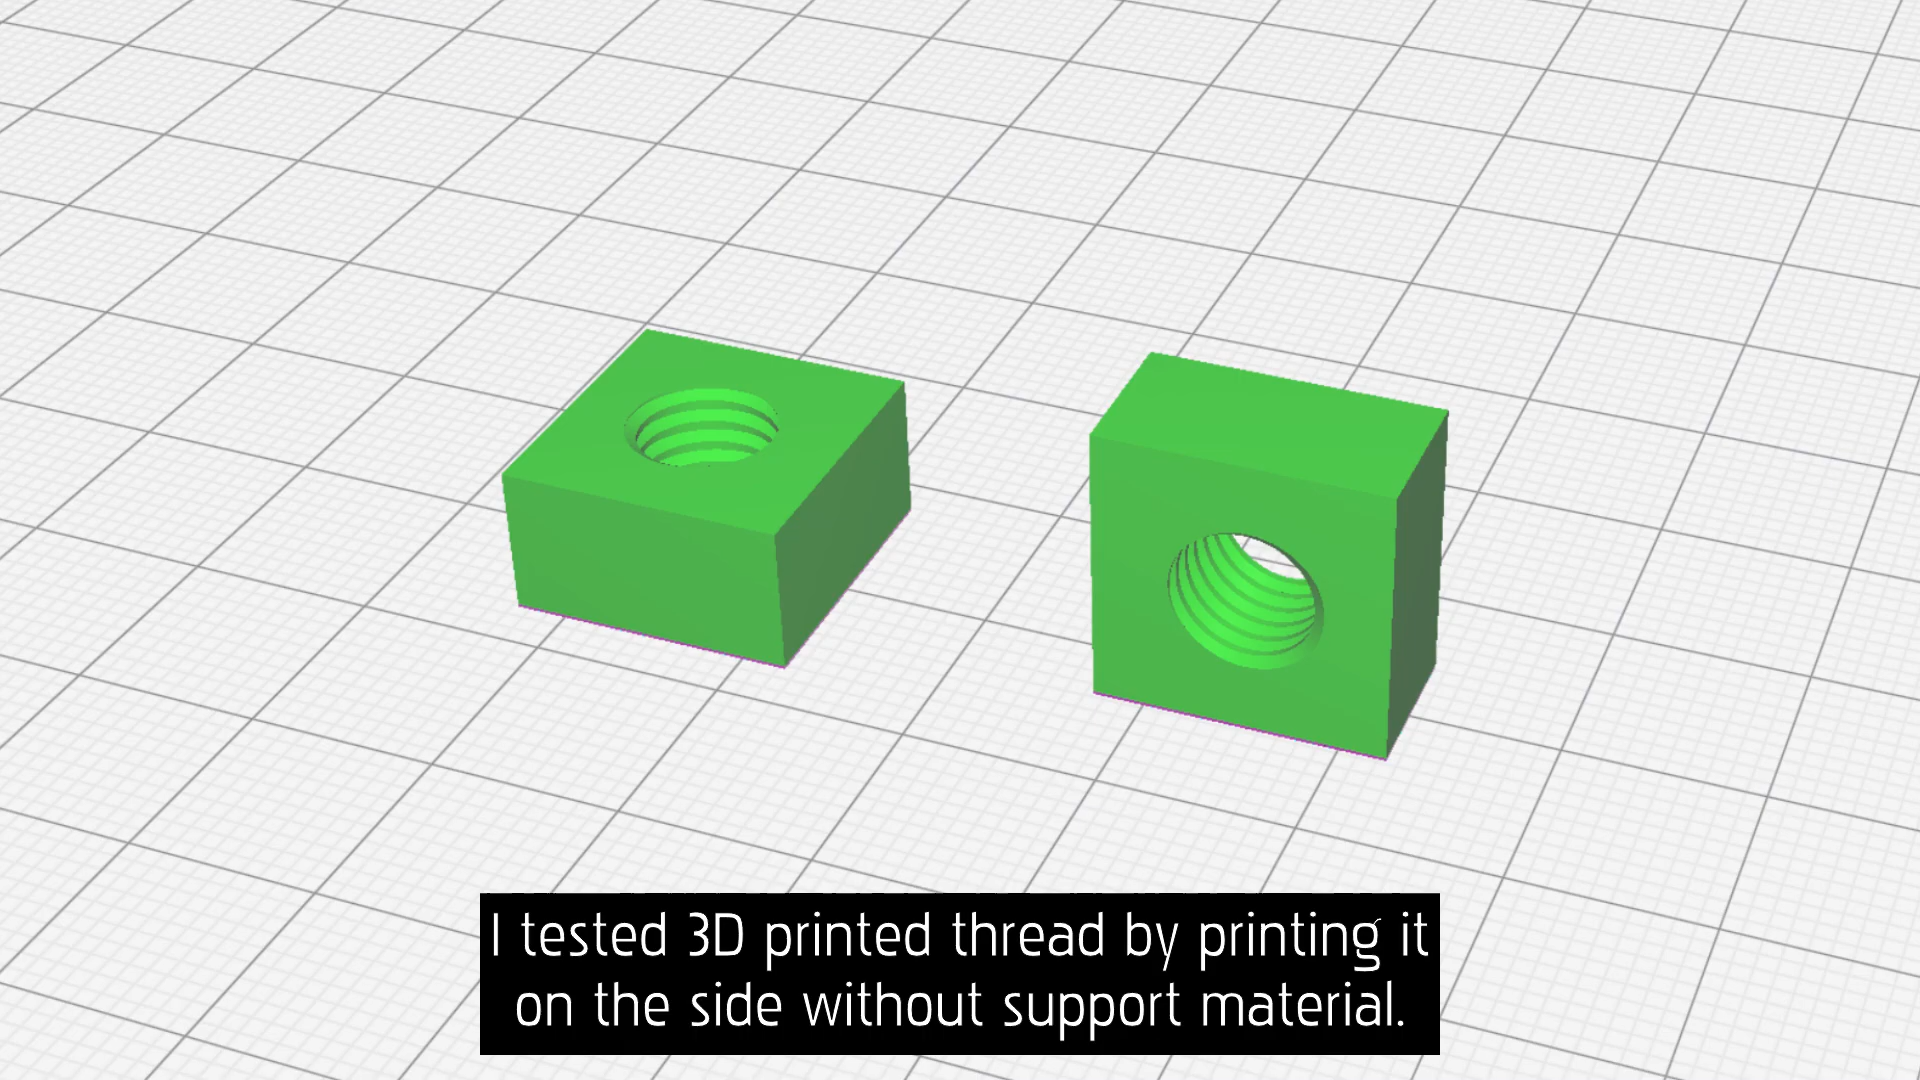 I tested 3D printed thread by printing it
on the side without support material.